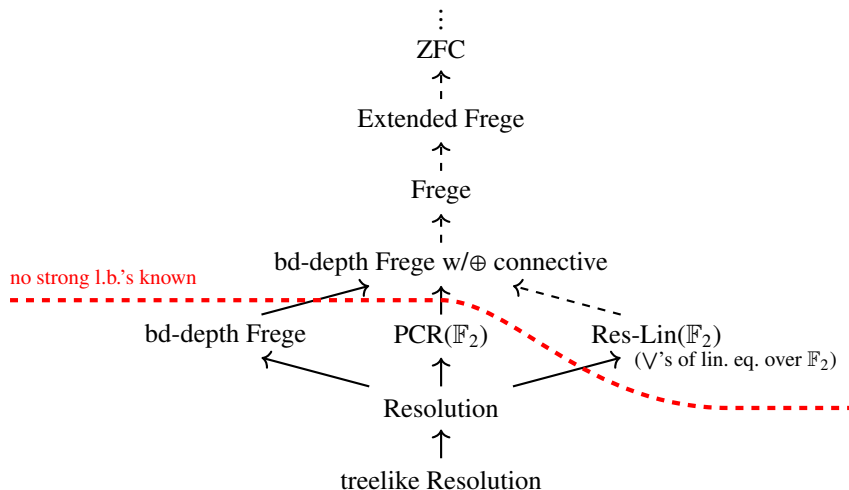 ⋮
ZFC
Extended Frege
Frege
bd-depth Frege w/⊕ connective
no strong l.b.'s known
bd-depth Frege
PCR(𝔽₂)
Res-Lin(𝔽₂)
(⋁'s of lin. eq. over 𝔽₂)
Resolution
treelike Resolution